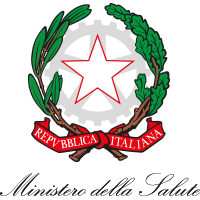 REPVBBLICA ITALIANA
Ministero della Salute